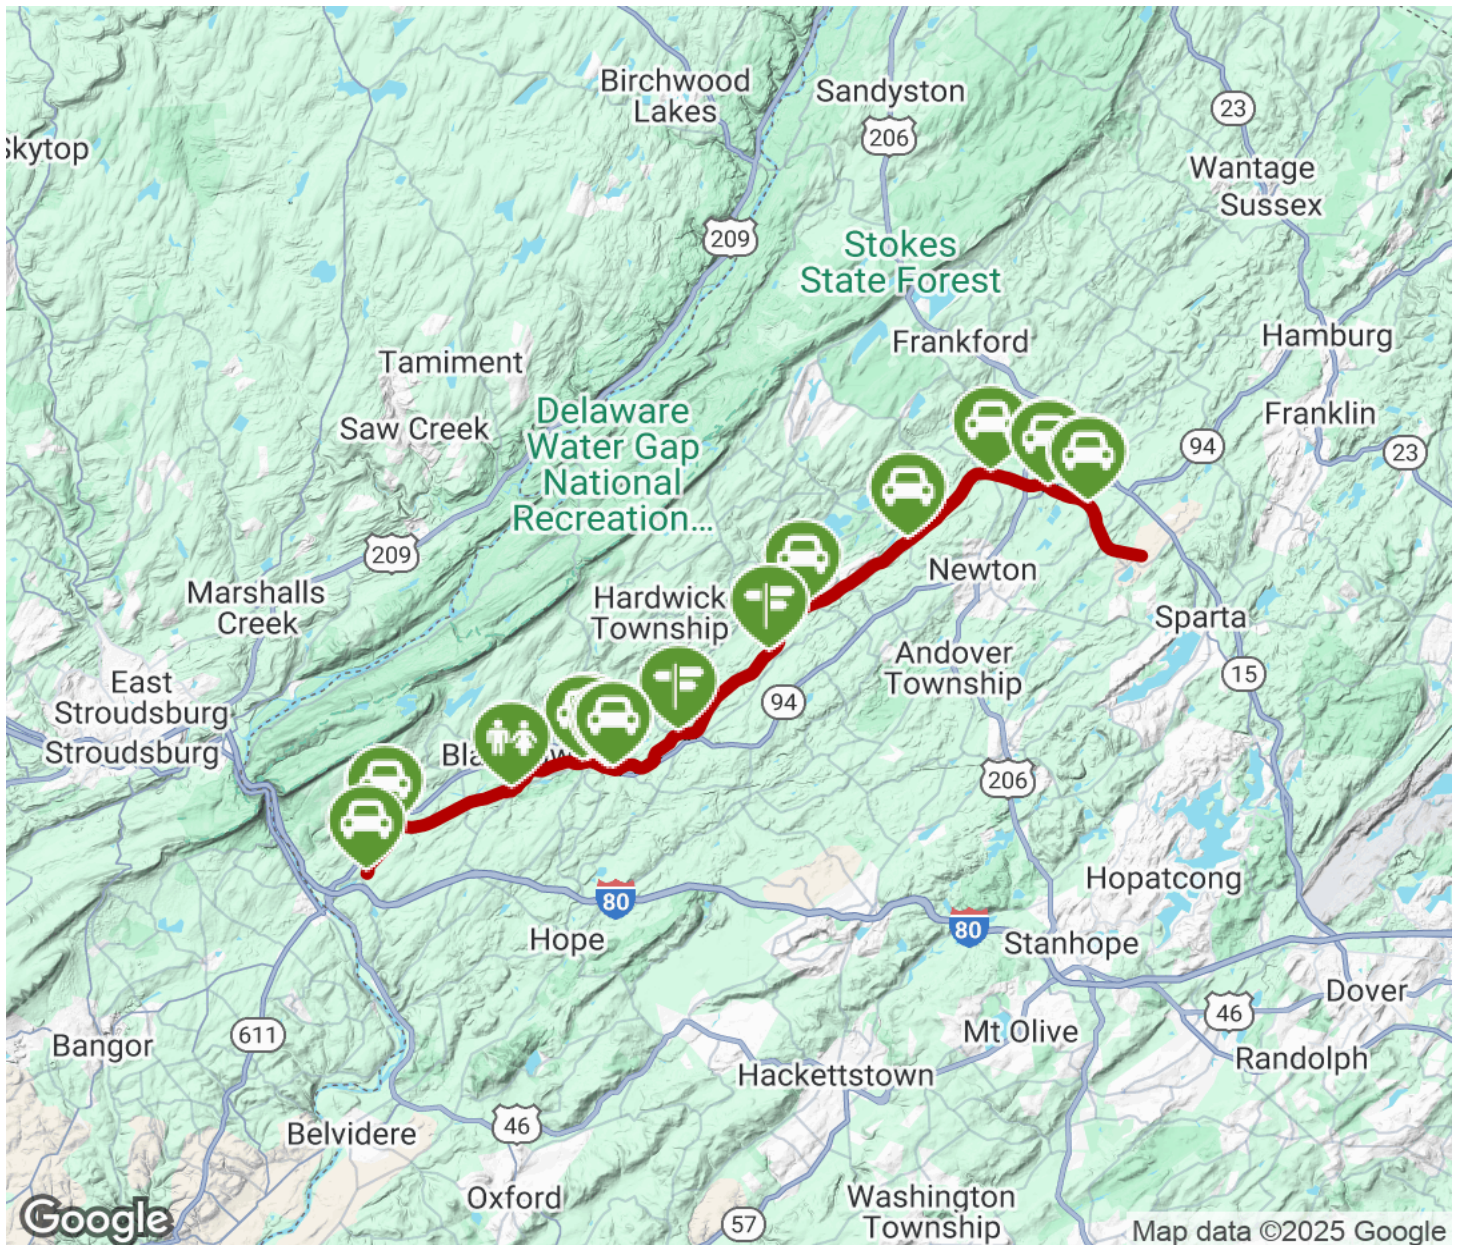 Birchwood
Lakes
Sandyston
206
23
Skytop
Wantage
Sussex
209
Stokes
State Forest
Frankford
Hamburg
Tamiment
Delaware
Water Gap
National
Recreation...
Saw Creek
Franklin
94
23
209
Newton
Marshalls
Creek
Hardwick
Township
Sparta
Andover
Township
15
East
Stroudsburg
Stroudsburg
94
206
Hopatcong
80
80
Hope
Stanhope
Dover
46
Bangor
611
Mt Olive
Randolph
Hackettstown
Belvidere
46
Oxford
Washington
Township
57
Google
Map data ©2025 Google